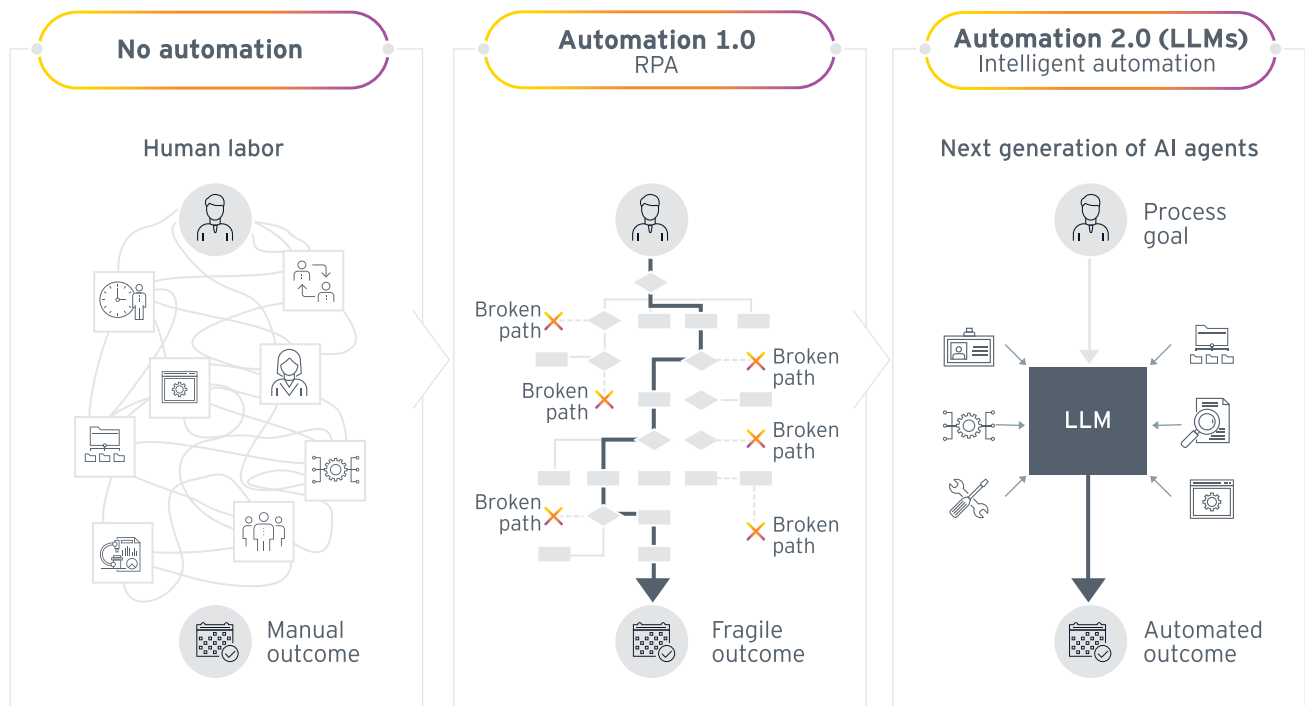 No automation
Human labor
Manual
outcome
Automation 1.0
RPA
Broken
path
Broken
path
Broken
path
Broken
path
Broken
path
Broken
path
Fragile
outcome
Automation 2.0 (LLMs)
Intelligent automation
Next generation of AI agents
Process
goal
LLM
Automated
outcome